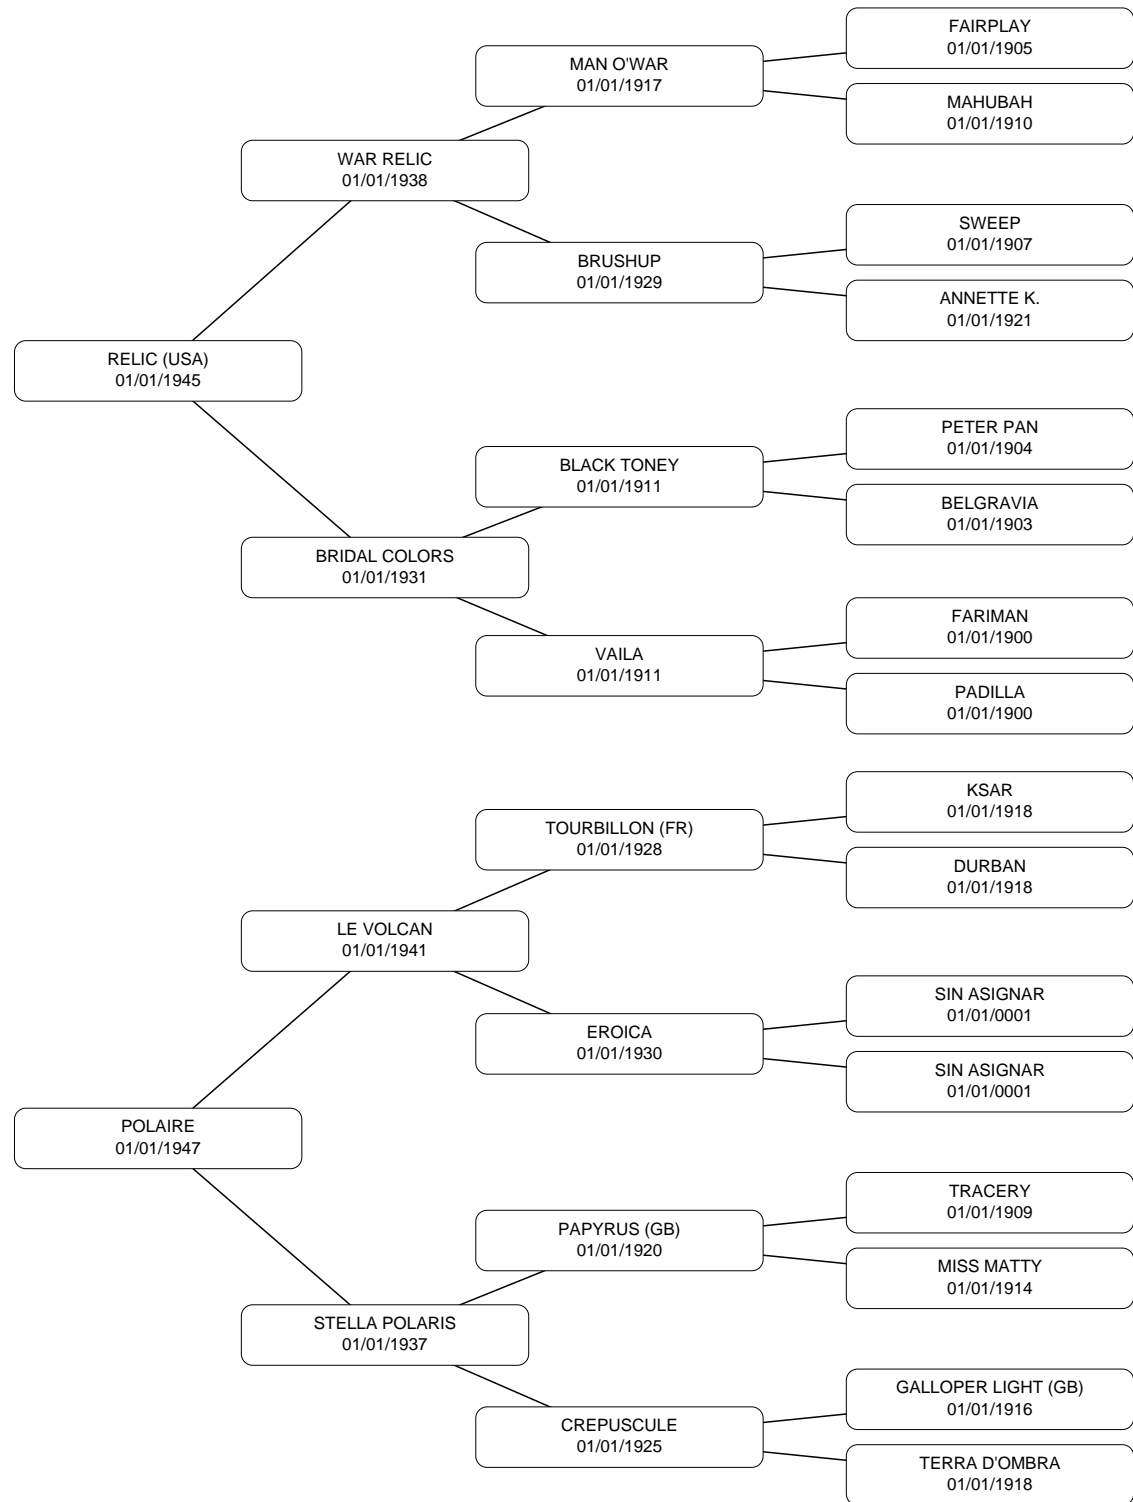 FAIRPLAY
01/01/1905
MAN O'WAR
01/01/1917
MAHUBAH
01/01/1910
WAR RELIC
01/01/1938
SWEEP
01/01/1907
BRUSHUP
01/01/1929
ANNETTE K.
01/01/1921
RELIC (USA)
01/01/1945
PETER PAN
01/01/1904
BLACK TONEY
01/01/1911
BELGRAVIA
01/01/1903
BRIDAL COLORS
01/01/1931
FARIMAN
01/01/1900
VAILA
01/01/1911
PADILLA
01/01/1900
KSAR
01/01/1918
TOURBILLON (FR)
01/01/1928
DURBAN
01/01/1918
LE VOLCAN
01/01/1941
SIN ASIGNAR
01/01/0001
EROICA
01/01/1930
SIN ASIGNAR
01/01/0001
POLAIRE
01/01/1947
TRACERY
01/01/1909
PAPYRUS (GB)
01/01/1920
MISS MATTY
01/01/1914
STELLA POLARIS
01/01/1937
GALLOPER LIGHT (GB)
01/01/1916
CREPUSCULE
01/01/1925
TERRA D'OMBRA
01/01/1918